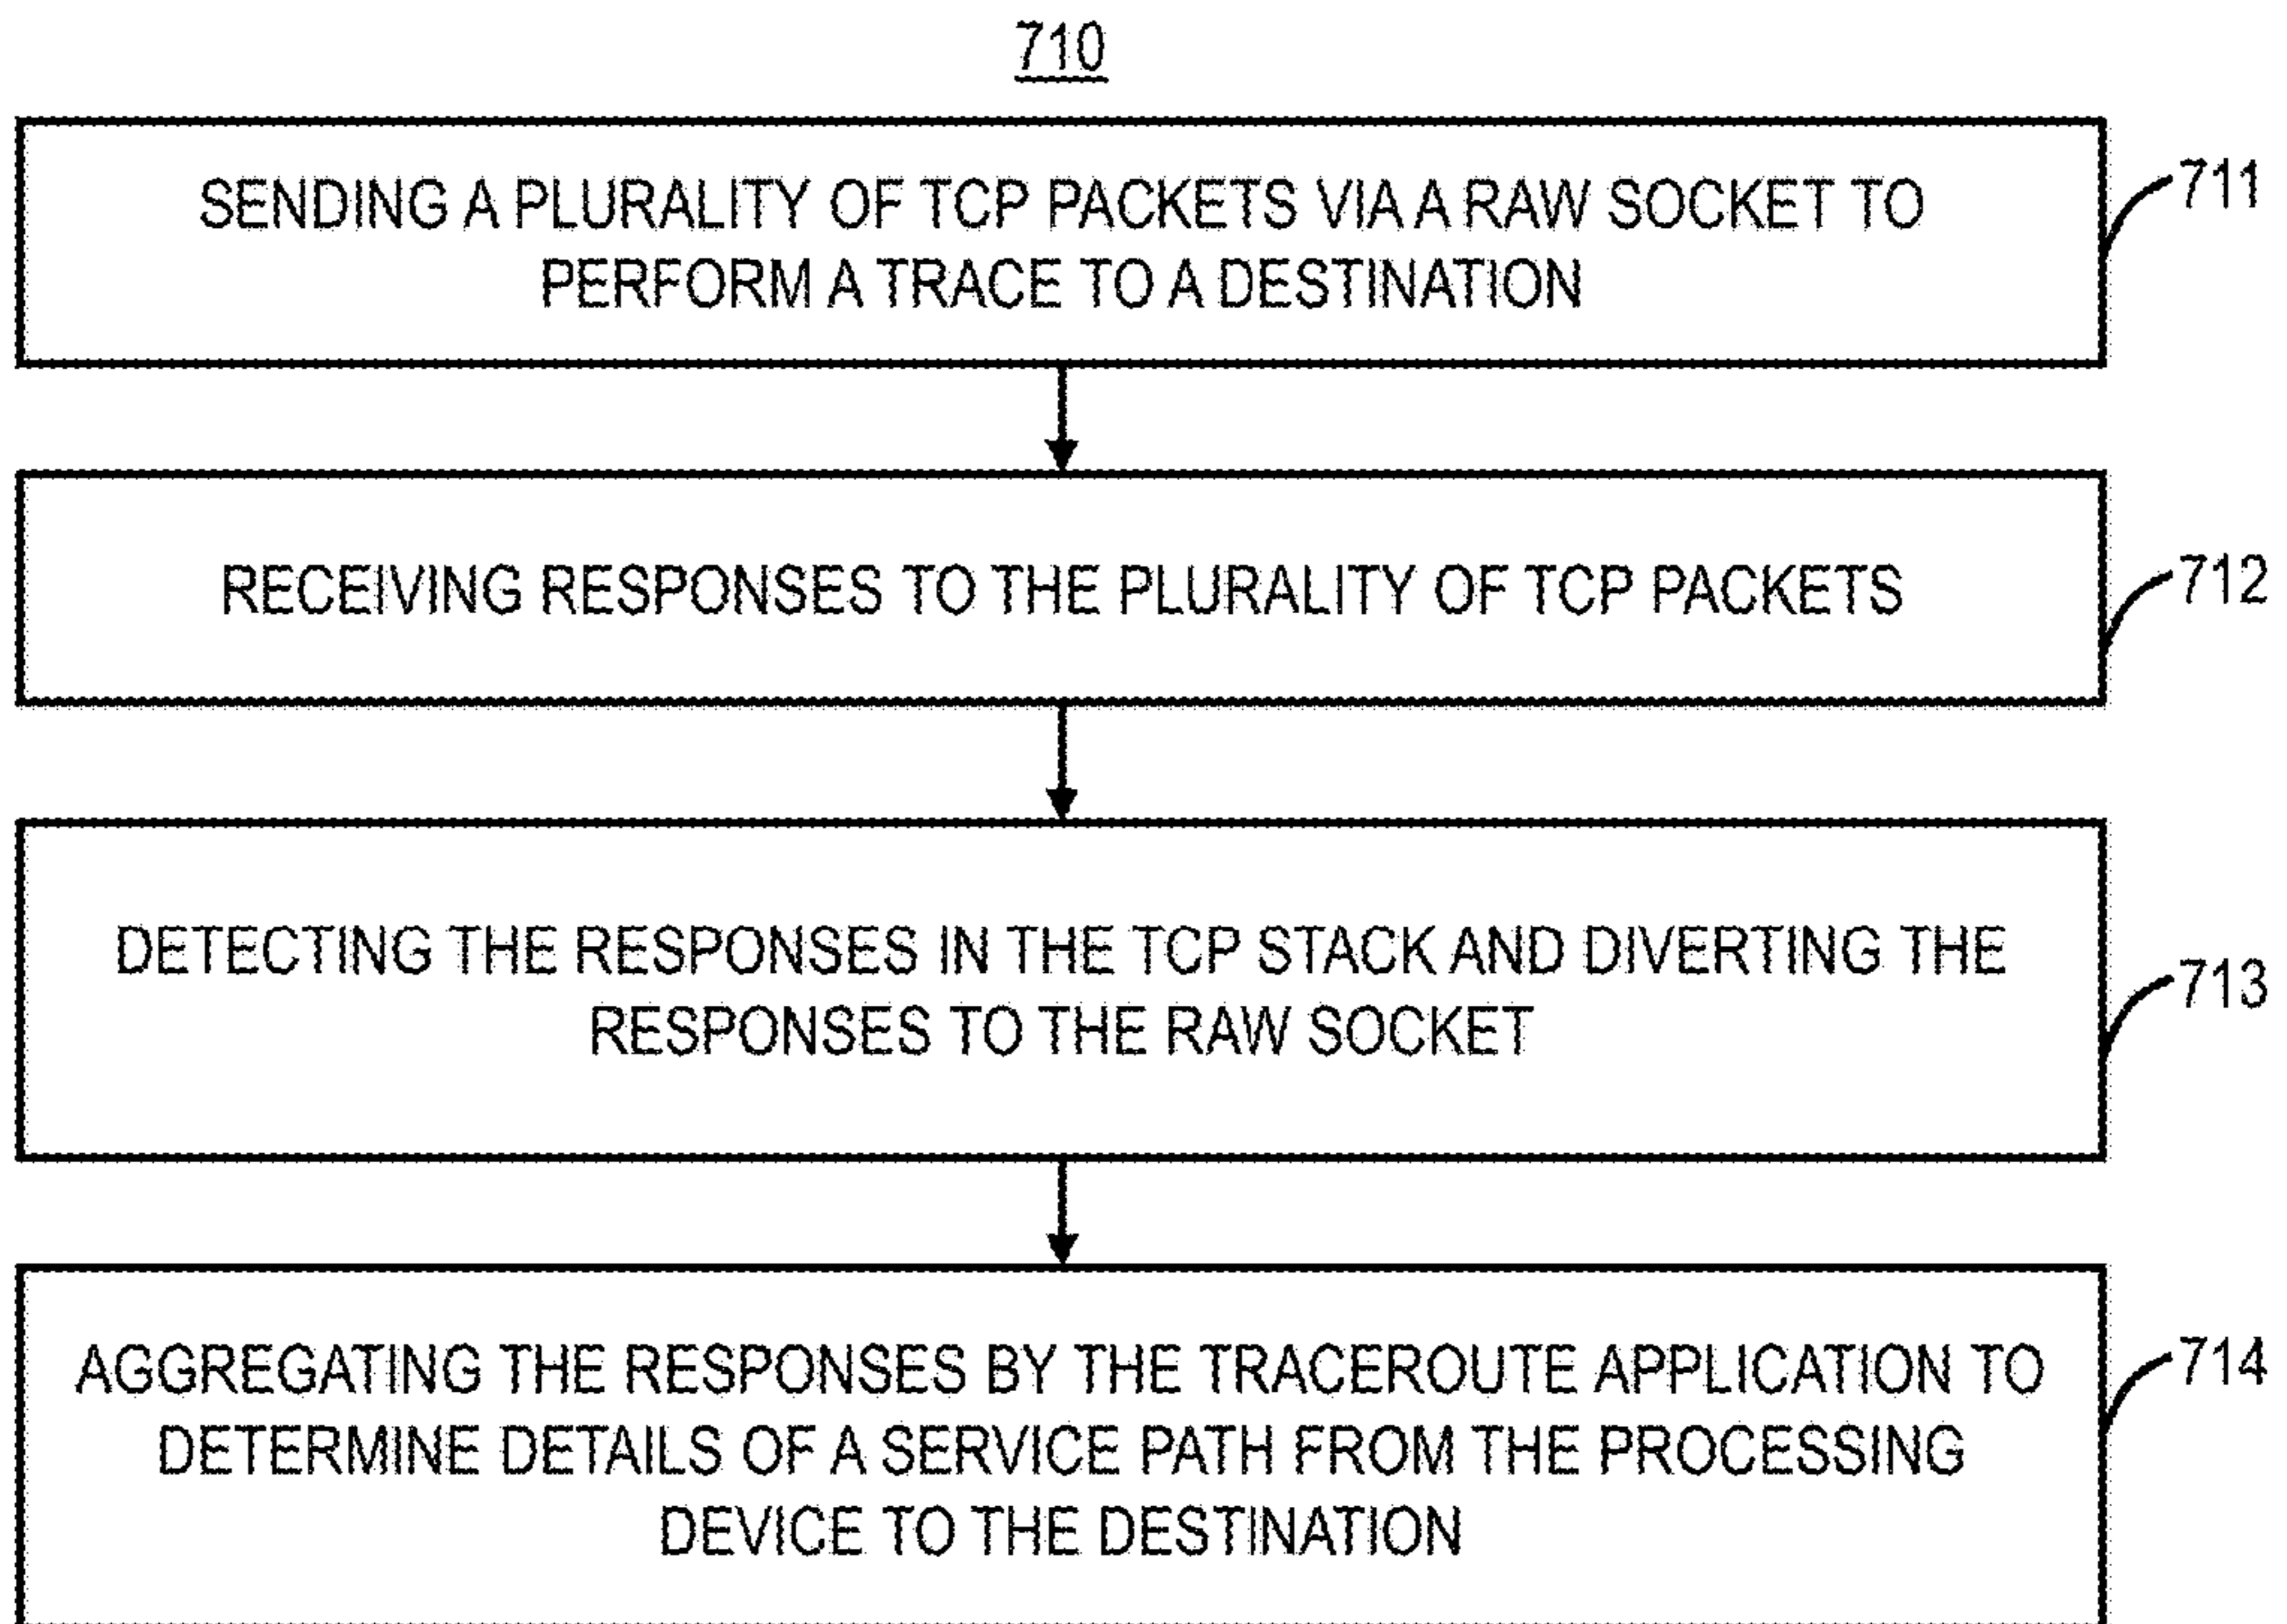 710
SENDING A PLURALITY OF TCP PACKETS VIA A RAW SOCKET TO
PERFORM A TRACE TO A DESTINATION
711
RECEIVING RESPONSES TO THE PLURALITY OF TCP PACKETS
712
DETECTING THE RESPONSES IN THE TCP STACK AND DIVERTING THE
RESPONSES TO THE RAW SOCKET
713
AGGREGATING THE RESPONSES BY THE TRACEROUTE APPLICATION TO
DETERMINE DETAILS OF A SERVICE PATH FROM THE PROCESSING
DEVICE TO THE DESTINATION
714